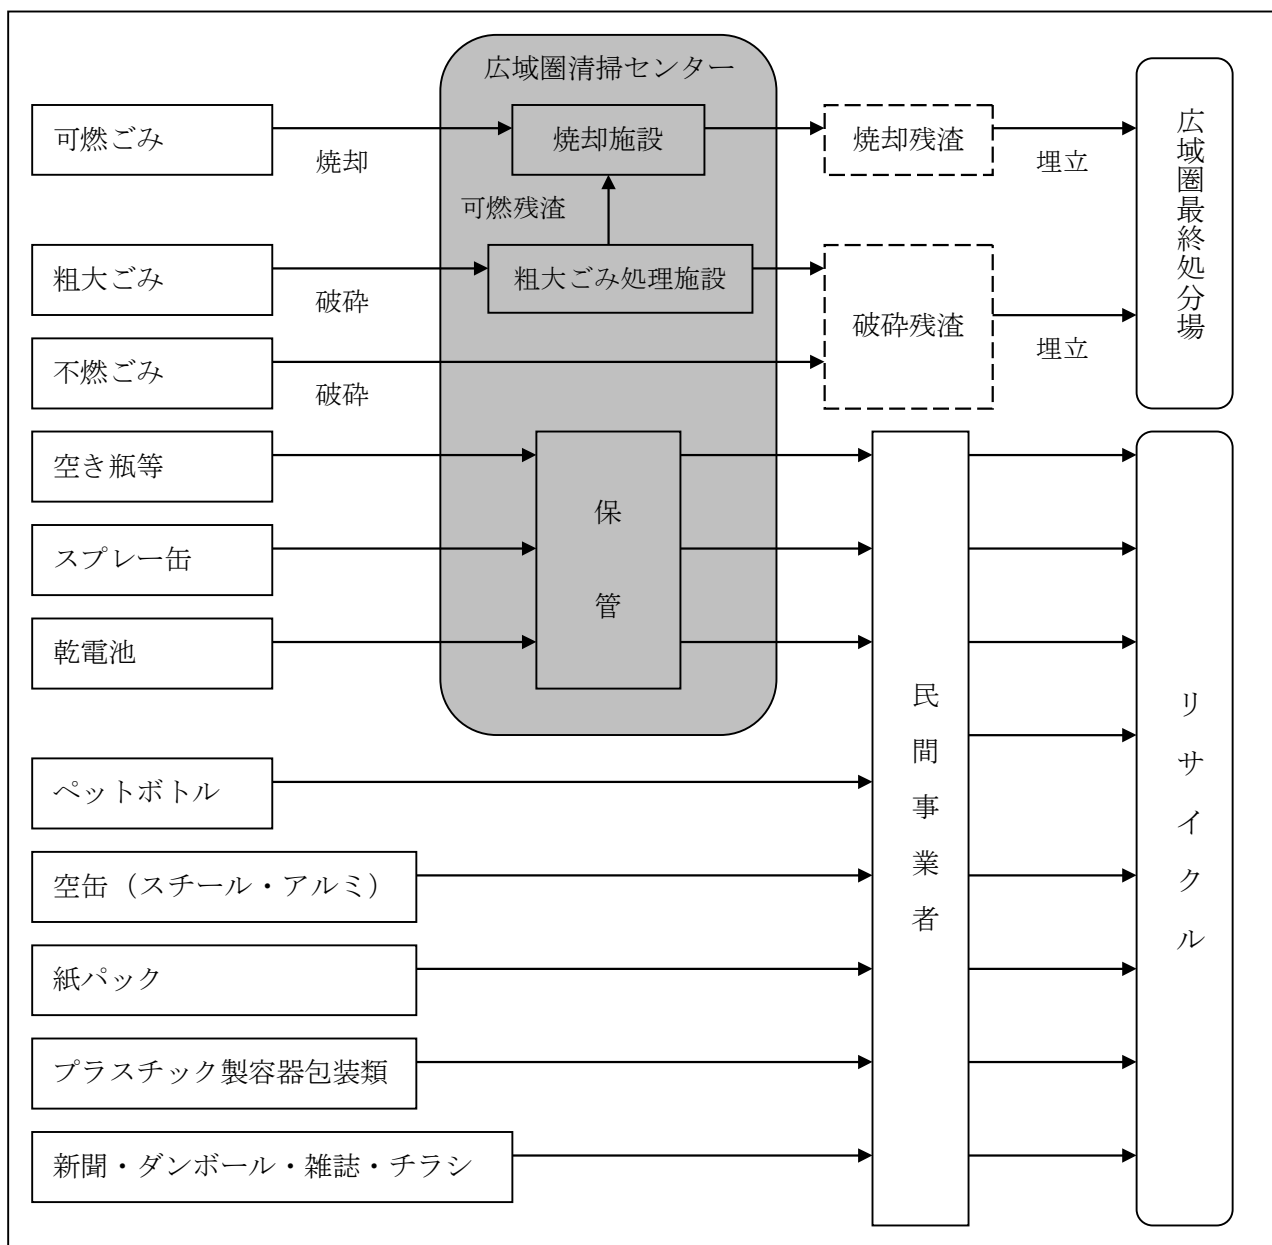 広域圏清掃センター
可燃ごみ
焼却
焼却施設
焼却残渣
埋立
広域圏最終処分場
可燃残渣
粗大ごみ
破砕
粗大ごみ処理施設
破砕残渣
埋立
不燃ごみ
破砕
空き瓶等
スプレー缶
乾電池
保管
ペットボトル
空缶（スチール・アルミ）
紙パック
プラスチック製容器包装類
新聞・ダンボール・雑誌・チラシ
民間事業者
リサイクル